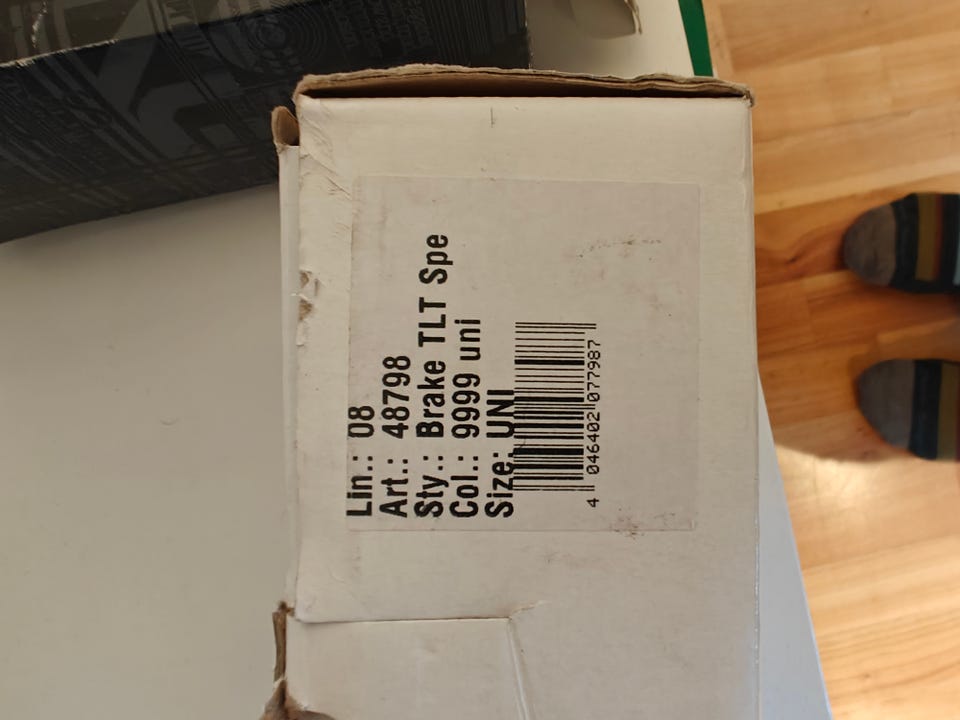 Lin.: 08
Art.: 48798
Sty.: Brake TLT Spe
Col.: 9999 uni
Size: UNI
4 046402 077987